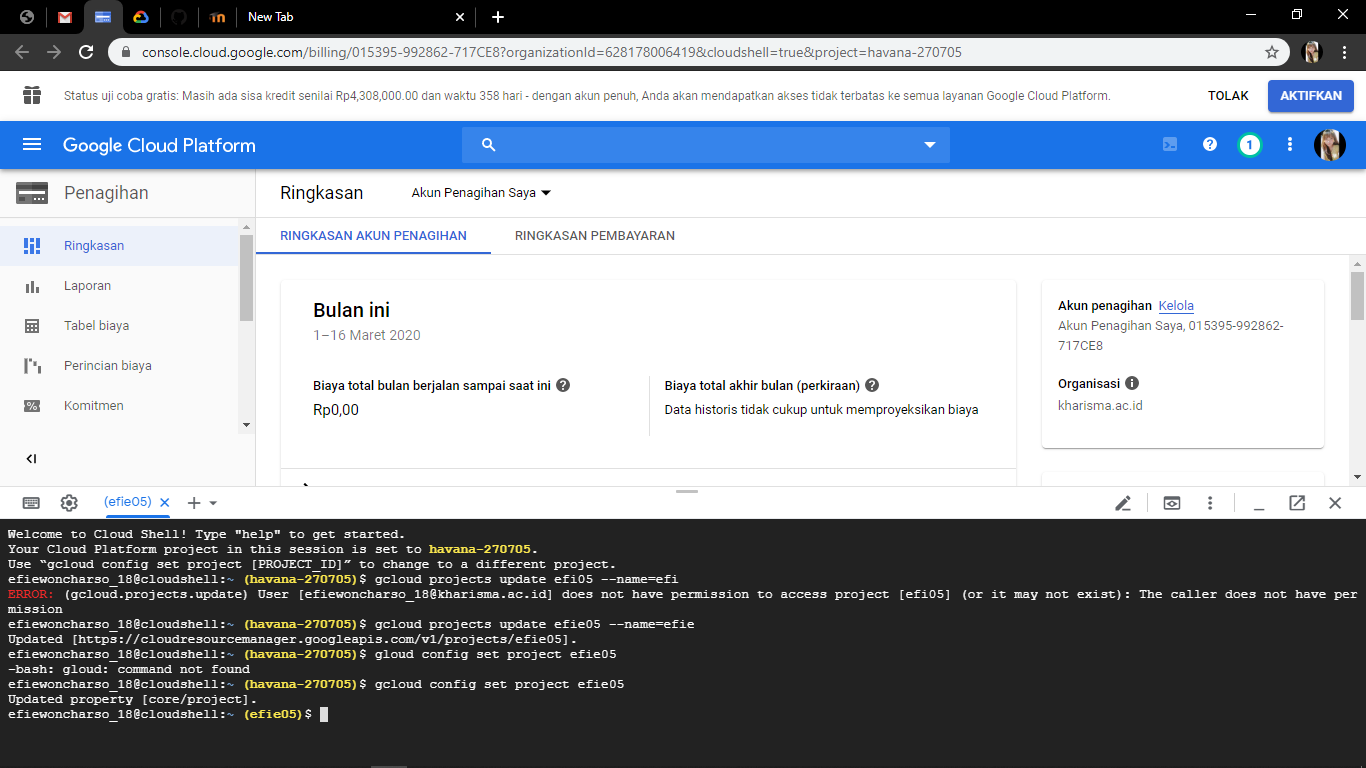 New Tab
console.cloud.google.com/billing/015395-992862-717CE8?organizationId=628178006419&cloudshell=true&project=havana-270705
Status uji coba gratis: Masih ada sisa kredit senilai Rp4,308,000.00 dan waktu 358 hari - dengan akun penuh, Anda akan mendapatkan akses tidak terbatas ke semua layanan Google Cloud Platform.
TOLAK
AKTIFKAN
Google Cloud Platform
1
Penagihan
Ringkasan
Akun Penagihan Saya
Ringkasan
Laporan
Tabel biaya
Perincian biaya
Komitmen
RINGKASAN AKUN PENAGIHAN
RINGKASAN PEMBAYARAN
Bulan ini
1–16 Maret 2020
Biaya total bulan berjalan sampai saat ini
Rp0,00
Biaya total akhir bulan (perkiraan)
Data historis tidak cukup untuk memproyeksikan biaya
Akun penagihan Kelola
Akun Penagihan Saya, 015395-992862-
717CE8
Organisasi
kharisma.ac.id
(efie05)
Welcome to Cloud Shell! Type "help" to get started.
Your Cloud Platform project in this session is set to havana-270705.
Use “gcloud config set project [PROJECT_ID]” to change to a different project.
efiewoncharso_18@cloudshell:~ (havana-270705)$ gcloud projects update efi05 --name=efi
ERROR: (gcloud.projects.update) User [efiewoncharso_18@kharisma.ac.id] does not have permission to access project [efi05] (or it may not exist): The caller does not have per
mission
efiewoncharso_18@cloudshell:~ (havana-270705)$ gcloud projects update efie05 --name=efie
Updated [https://cloudresourcemanager.googleapis.com/v1/projects/efie05].
efiewoncharso_18@cloudshell:~ (havana-270705)$ gloud config set project efie05
-bash: gloud: command not found
efiewoncharso_18@cloudshell:~ (havana-270705)$ gcloud config set project efie05
Updated property [core/project].
efiewoncharso_18@cloudshell:~ (efie05)$